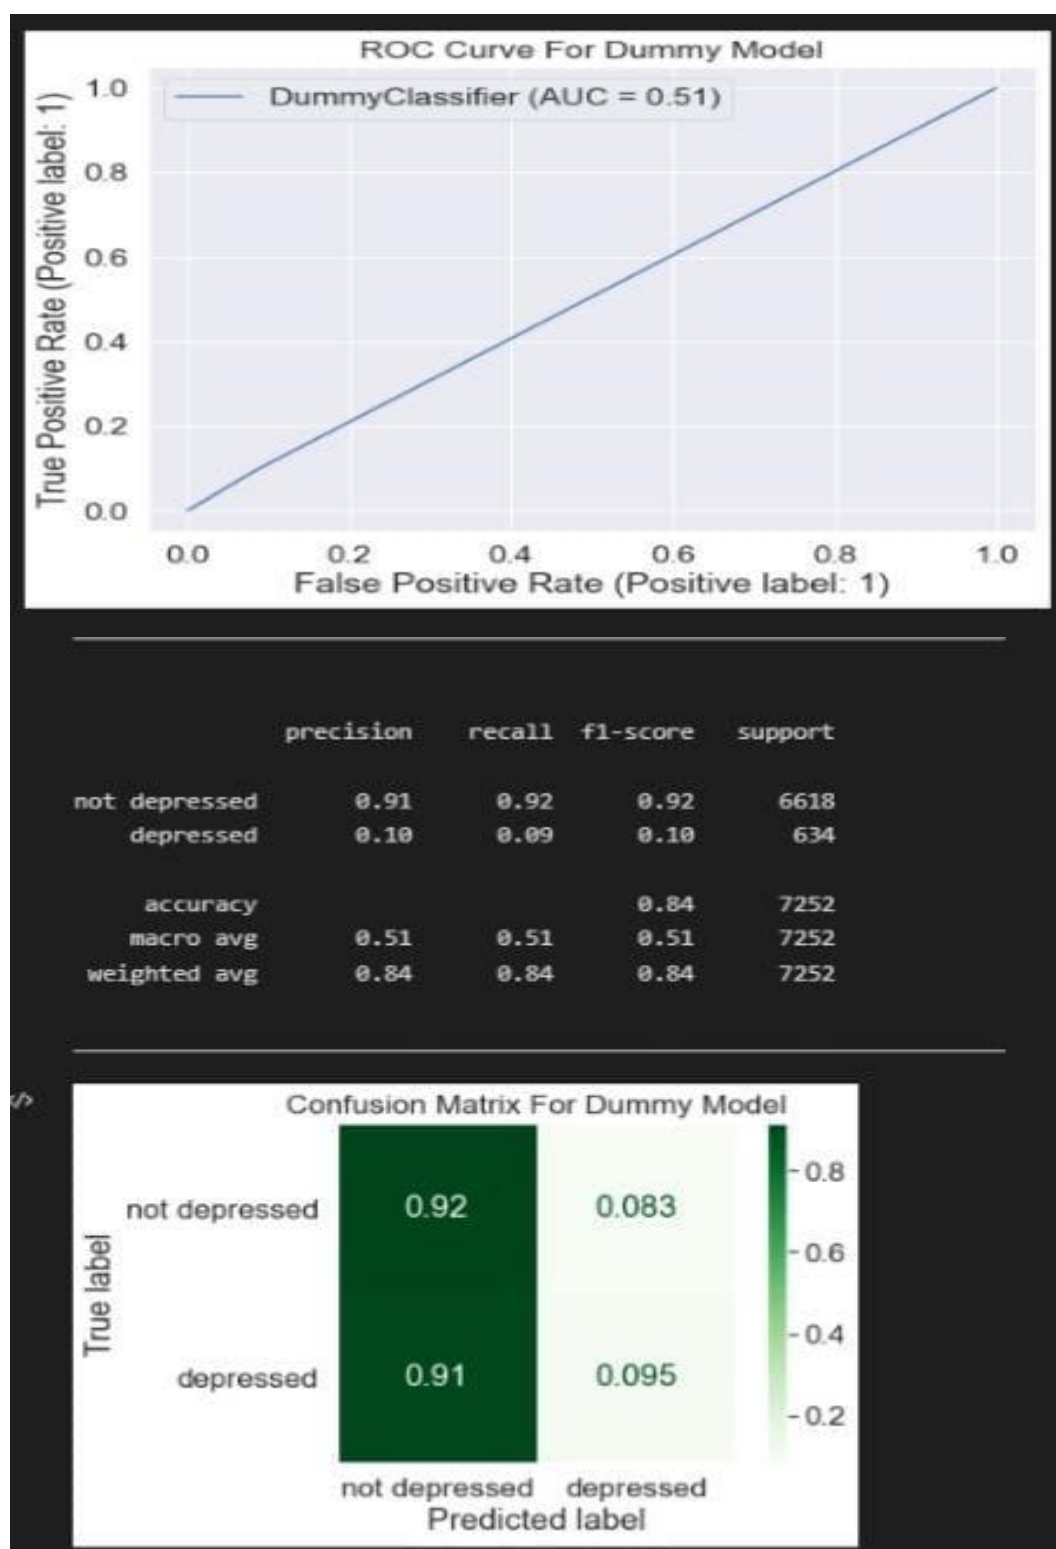 ROC Curve For Dummy Model
DummyClassifier (AUC = 0.51)
True Positive Rate (Positive label: 1)
1.0
0.8
0.6
0.4
0.2
0.0
0.0 0.2 0.4 0.6 0.8 1.0
False Positive Rate (Positive label: 1)
precision recall f1-score support
not depressed 0.91 0.92 0.92 6618
depressed 0.10 0.09 0.10 634
accuracy 0.84 7252
macro avg 0.51 0.51 0.51 7252
weighted avg 0.84 0.84 0.84 7252
</>
Confusion Matrix For Dummy Model
True label
not depressed 0.92 0.083
depressed 0.91 0.095
not depressed depressed
Predicted label
0.8
0.6
0.4
0.2